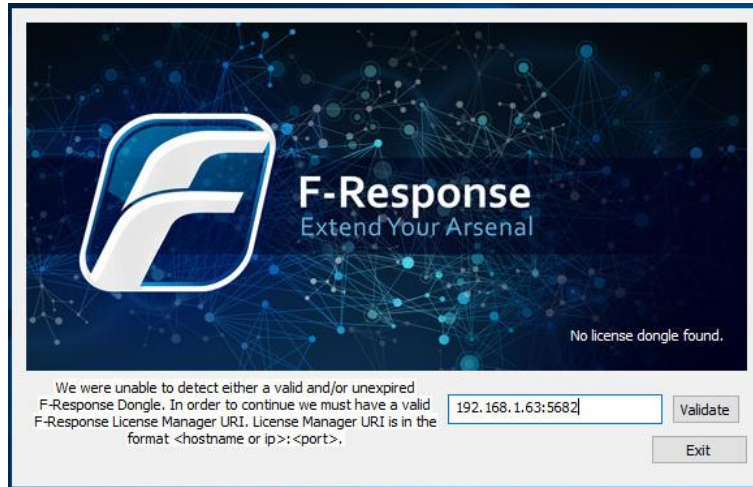 F-Response
Extend Your Arsenal
No license dongle found.
We were unable to detect either a valid and/or unexpired
F-Response Dongle. In order to continue we must have a valid
F-Response License Manager URI. License Manager URI is in the
format <hostname or ip>:<port>.
192.168.1.63:5682
Validate
Exit